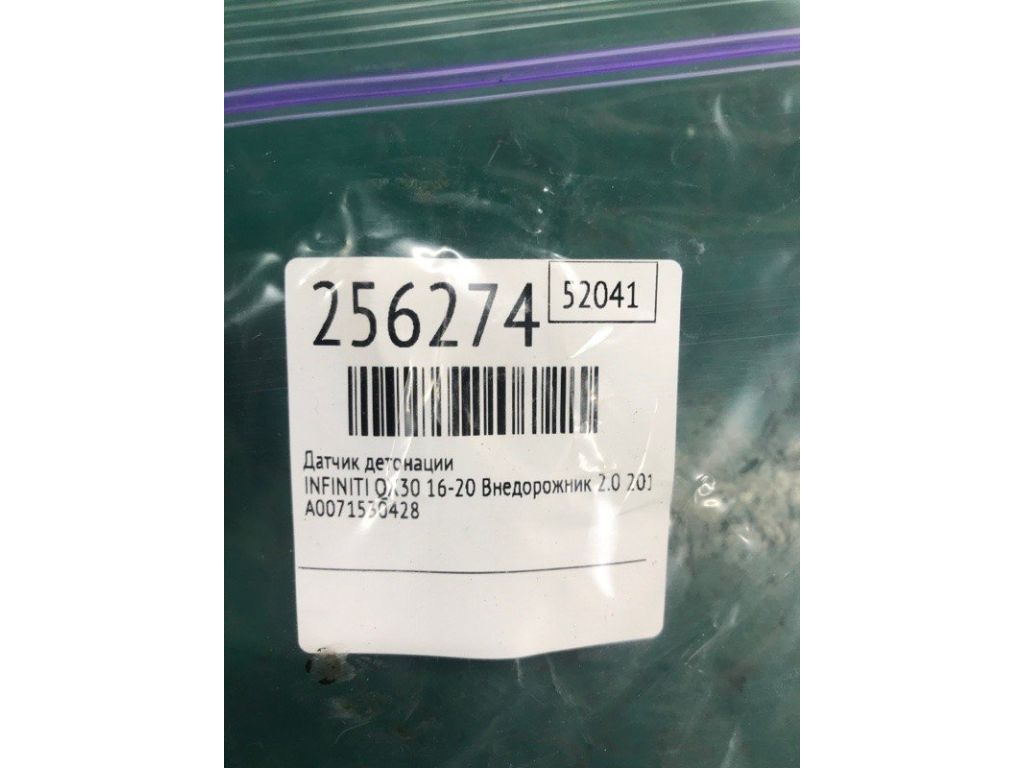 256274
52041
Датчик детонации
INFINITI QX30 16-20 Внедорожник 2.0 201
A0071530428